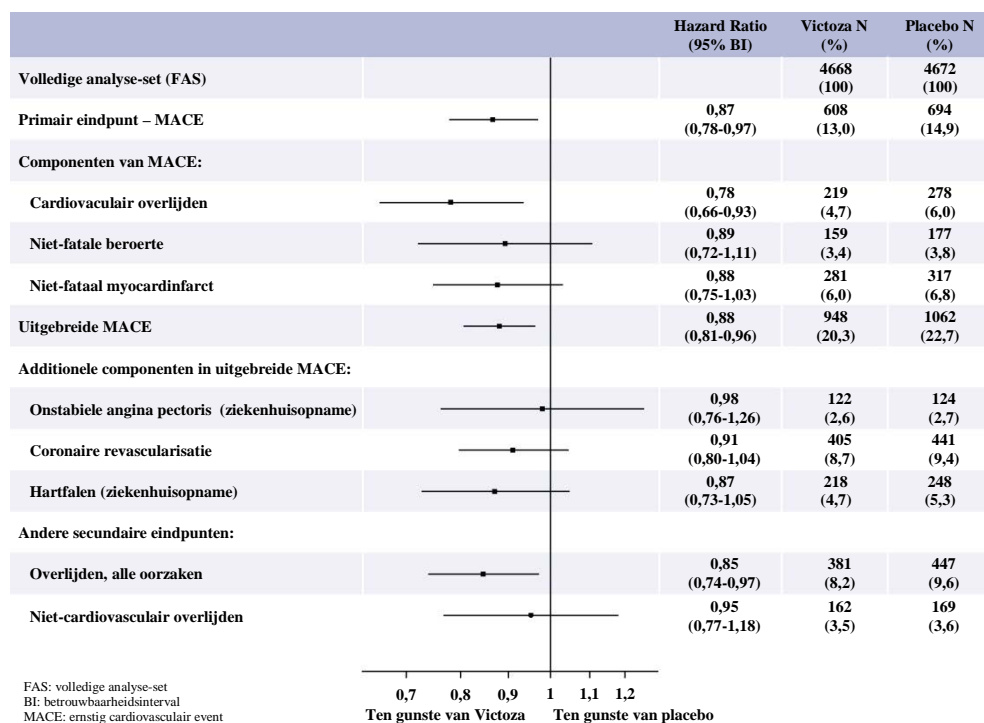 Hazard Ratio Victoza N Placebo N
(95% BI) (%) (%)
Volledige analyse-set (FAS) 4668 4672
(100) (100)
Primair eindpunt – MACE 0,87 608 694
(0,78-0,97) (13,0) (14,9)
Componenten van MACE:
Cardiovaculair overlijden 0,78 219 278
(0,66-0,93) (4,7) (6,0)
Niet-fatale beroerte 0,89 159 177
(0,72-1,11) (3,4) (3,8)
Niet-fataal myocardinfarct 0,88 281 317
(0,75-1,03) (6,0) (6,8)
Uitgebreide MACE 0,88 948 1062
(0,81-0,96) (20,3) (22,7)
Additionele componenten in uitgebreide MACE:
Onstabiele angina pectoris (ziekenhuisopname) 0,98 122 124
(0,76-1,26) (2,6) (2,7)
Coronaire revascularisatie 0,91 405 441
(0,80-1,04) (8,7) (9,4)
Hartfalen (ziekenhuisopname) 0,87 218 248
(0,73-1,05) (4,7) (5,3)
Andere secundaire eindpunten:
Overlijden, alle oorzaken 0,85 381 447
(0,74-0,97) (8,2) (9,6)
Niet-cardiovasculair overlijden 0,95 162 169
(0,77-1,18) (3,5) (3,6)
0,7 0,8 0,9 1 1,1 1,2
Ten gunste van Victoza Ten gunste van placebo
FAS: volledige analyse-set
BI: betrouwbaarheidsinterval
MACE: ernstig cardiovasculair event